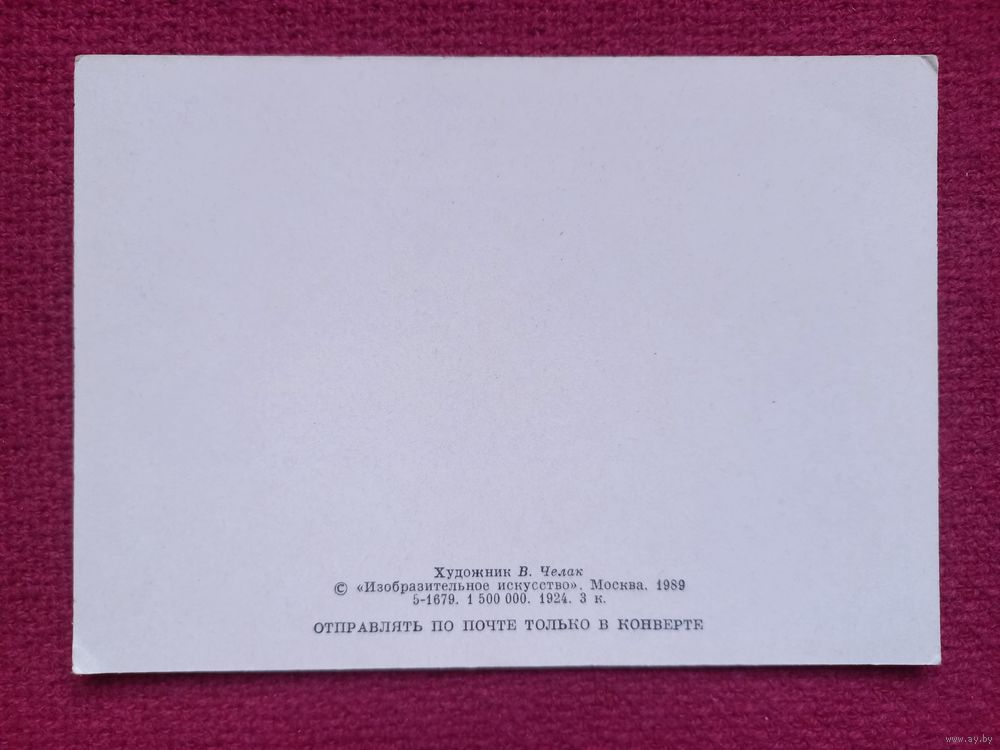 Художник В. Челак
© «Изобразительное искусство». Москва. 1989
5-1679. 1 500 000. 1924. 3 к.
ОТПРАВЛЯТЬ ПО ПОЧТЕ ТОЛЬКО В КОНВЕРТЕ
www.ay.by